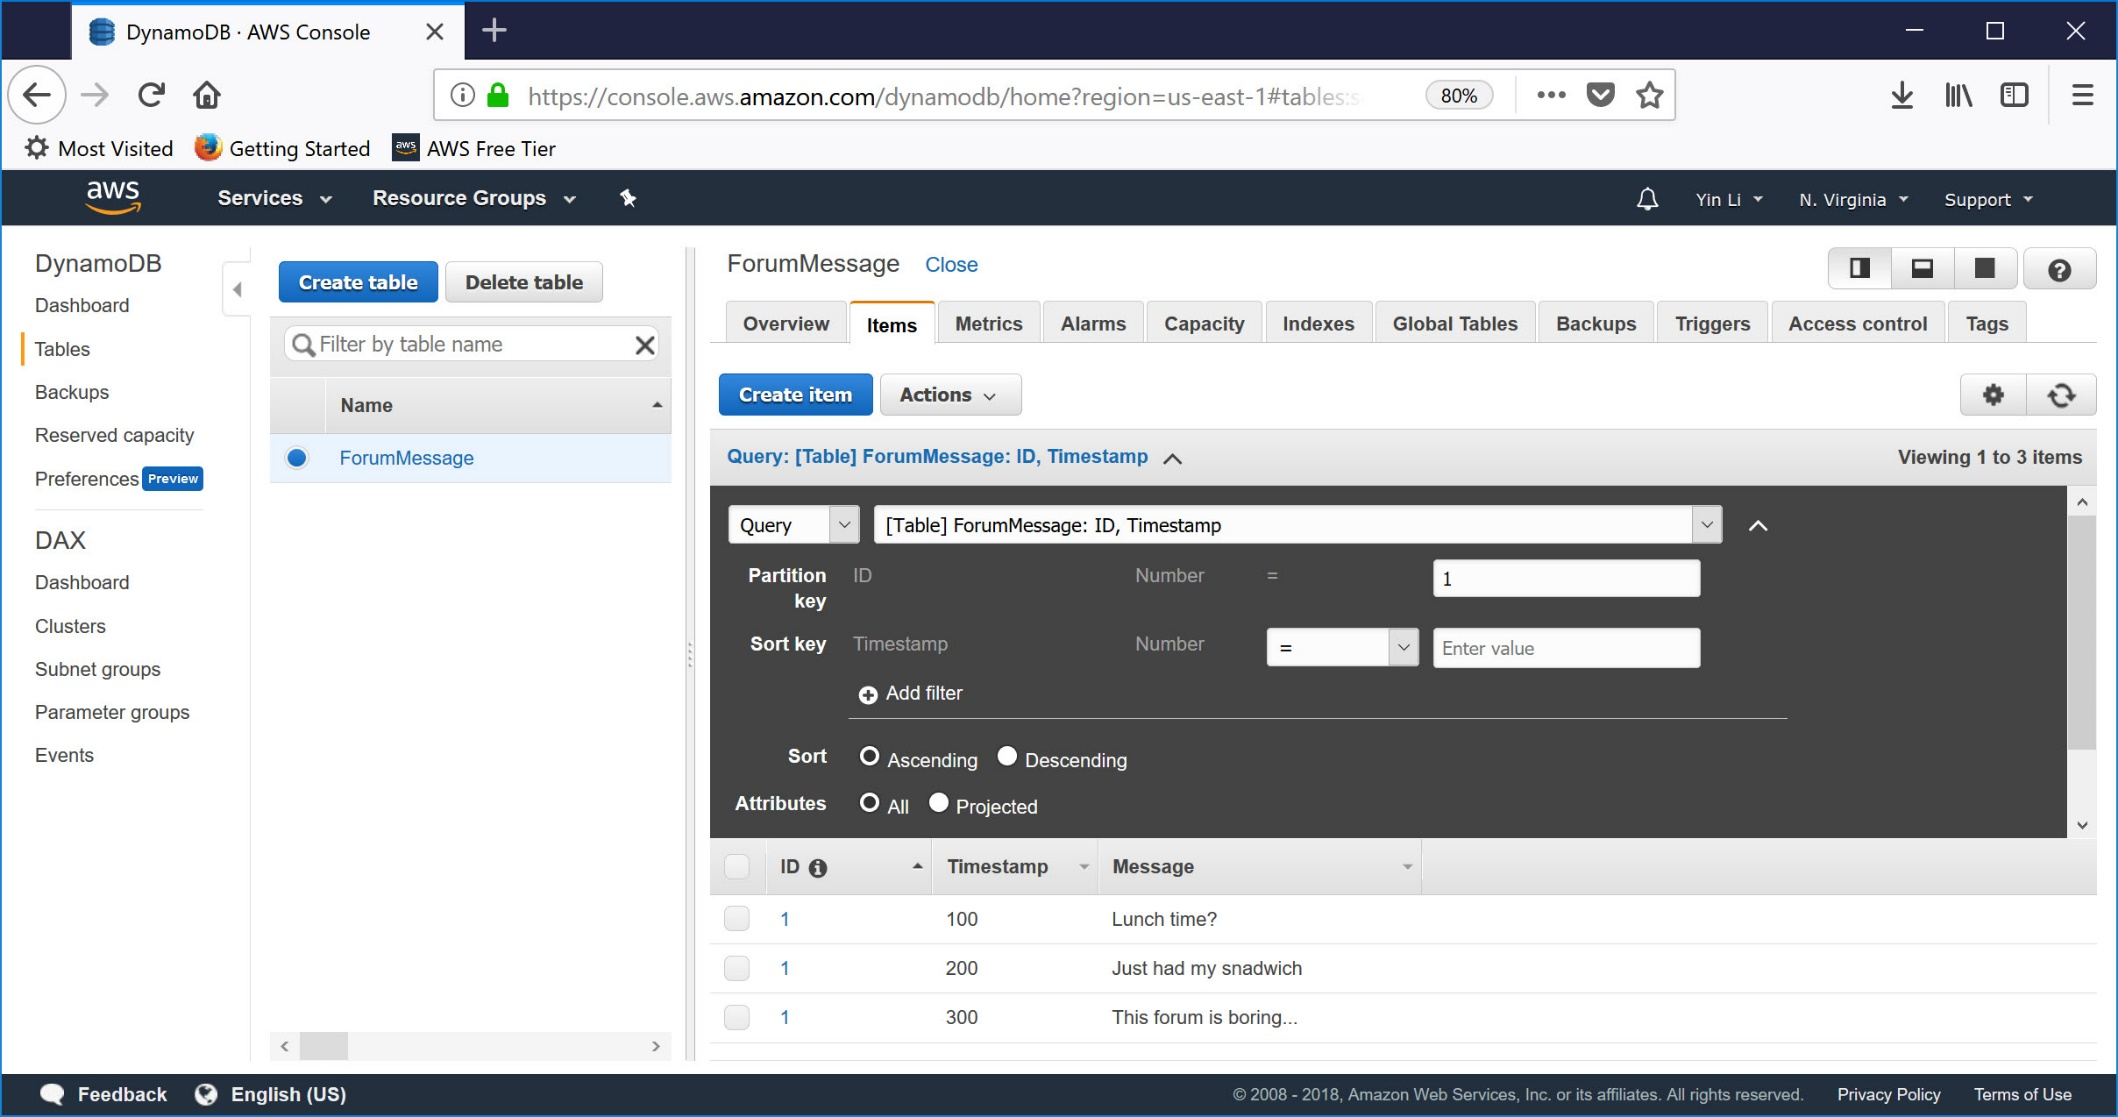 DynamoDB · AWS Console
https://console.aws.amazon.com/dynamodb/home?region=us-east-1#tables:s
80%
Most Visited
Getting Started
aws
AWS Free Tier
aws
Services
Resource Groups
Yin Li
N. Virginia
Support
DynamoDB
Dashboard
Tables
Backups
Reserved capacity
Preferences Preview
DAX
Dashboard
Clusters
Subnet groups
Parameter groups
Events
Create table
Delete table
Filter by table name
Name
ForumMessage
ForumMessage Close
Overview Items Metrics Alarms Capacity Indexes Global Tables Backups Triggers Access control Tags
Create item Actions
Query: [Table] ForumMessage: ID, Timestamp
Viewing 1 to 3 items
Query [Table] ForumMessage: ID, Timestamp
Partition key ID Number = 1
Sort key Timestamp Number = Enter value
Add filter
Sort Ascending Descending
Attributes All Projected
ID Timestamp Message
1 100 Lunch time?
1 200 Just had my snadwich
1 300 This forum is boring...
Feedback English (US)
© 2008 - 2018, Amazon Web Services, Inc. or its affiliates. All rights reserved. Privacy Policy Terms of Use